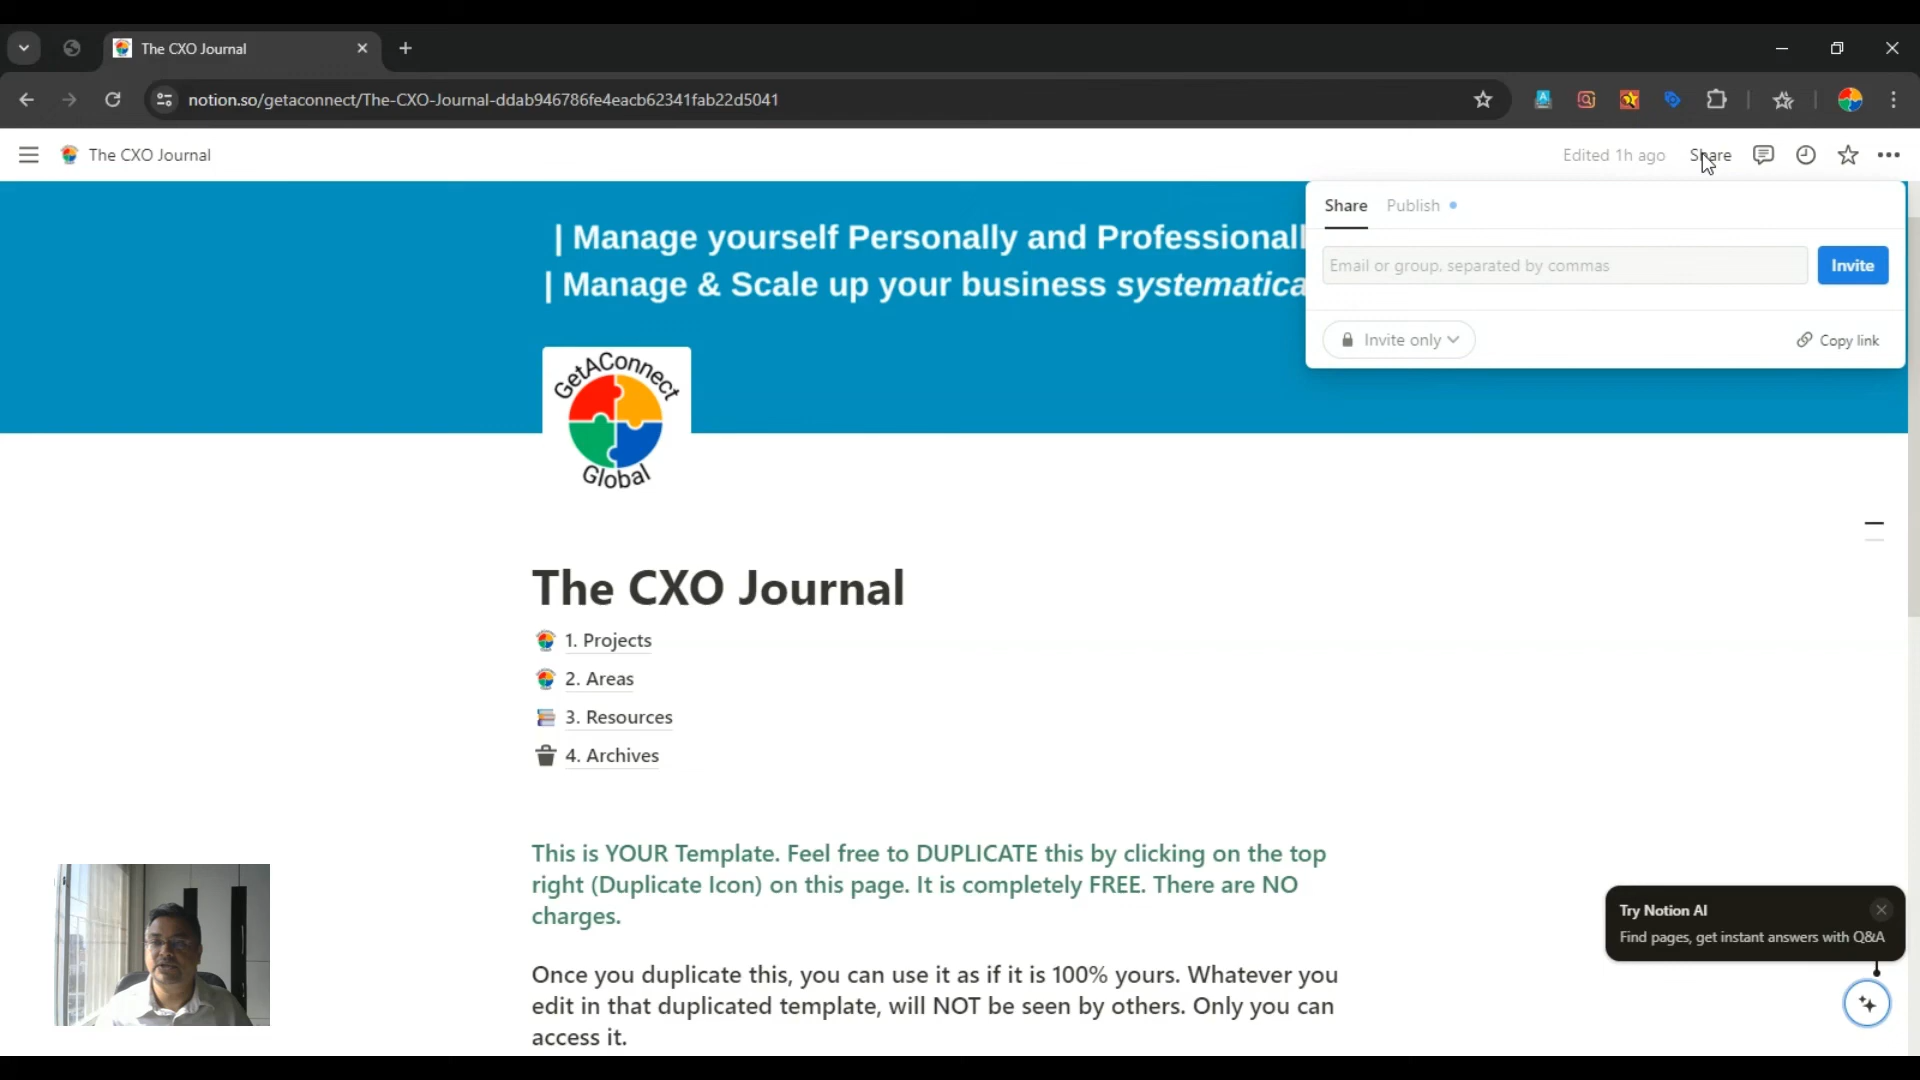 The CXO Journal
notion.so/getaconnect/The-CXO-Journal-ddab946786fe4eacb62341fab22d5041
The CXO Journal
Edited 1h ago
Share
| Manage yourself Personally and Professionall
| Manage & Scale up your business systematica
Share
Publish
Email or group, separated by commas
Invite
Invite only
Copy link
GetAConnect
Global
The CXO Journal
1. Projects
2. Areas
3. Resources
4. Archives
This is YOUR Template. Feel free to DUPLICATE this by clicking on the top
right (Duplicate Icon) on this page. It is completely FREE. There are NO
charges.
Once you duplicate this, you can use it as if it is 100% yours. Whatever you
edit in that duplicated template, will NOT be seen by others. Only you can
access it.
Try Notion AI
Find pages, get instant answers with Q&A